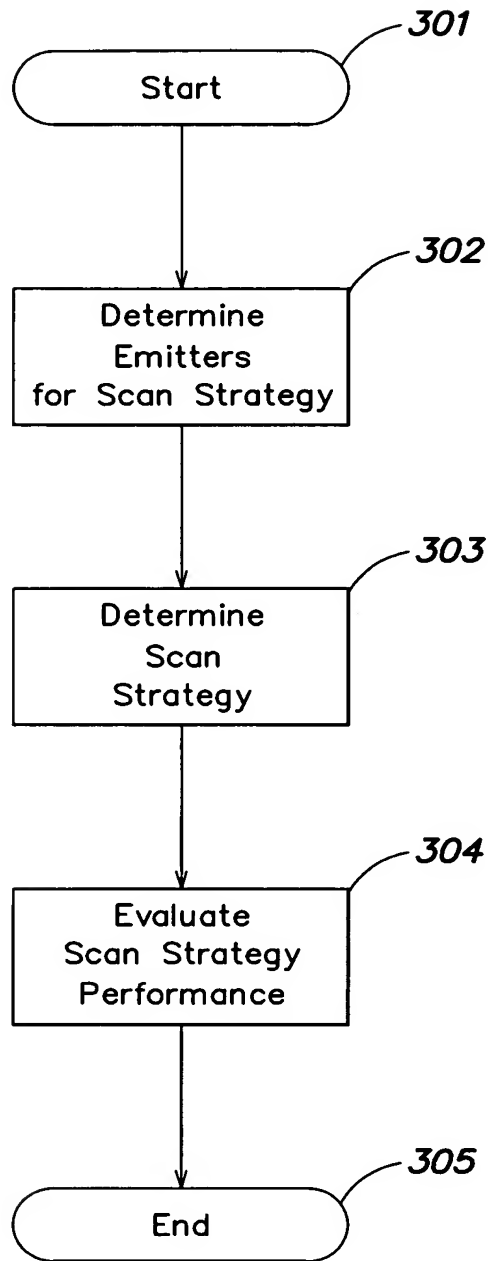 301
Start
302
Determine
Emitters
for Scan Strategy
303
Determine
Scan
Strategy
304
Evaluate
Scan Strategy
Performance
305
End